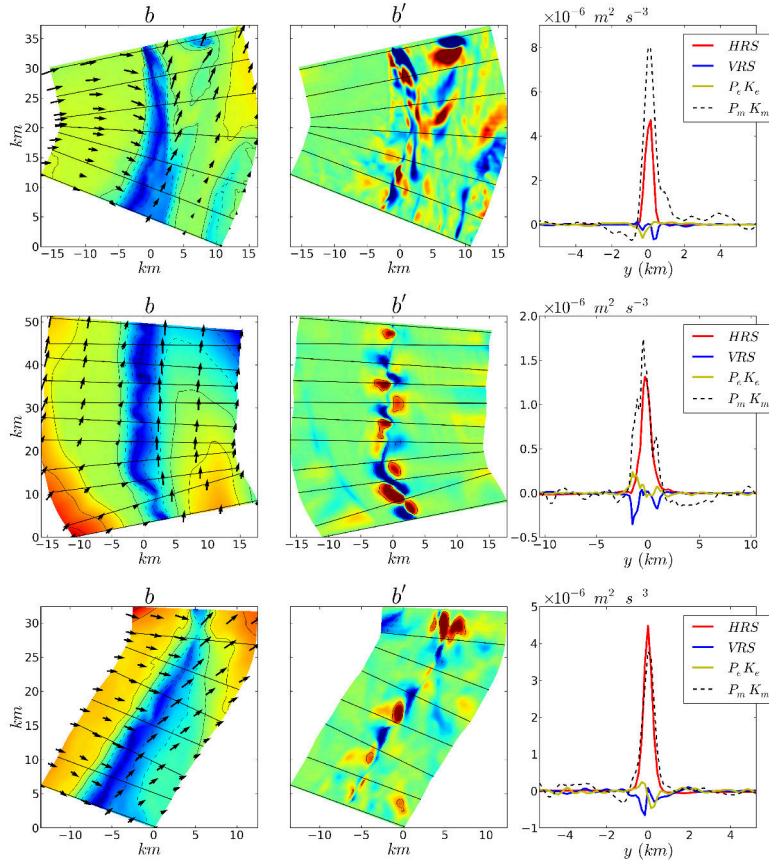 b
b′
×10⁻⁶ m² s⁻³
35
30
25
20
15
10
5
0
km
−15 −10 −5 0 5 10 15
km
−15 −10 −5 0 5 10 15
km
8
6
4
2
0
−4 −2 0 2 4
y (km)
HRS
VRS
PₑKₑ
PₘKₘ
b
b′
×10⁻⁶ m² s⁻³
50
40
30
20
10
0
km
−15 −10 −5 0 5 10 15
km
−15 −10 −5 0 5 10 15
km
2.0
1.5
1.0
0.5
0.0
−0.5
−10 −5 0 5 10
y (km)
HRS
VRS
PₑKₑ
PₘKₘ
b
b′
×10⁻⁶ m² s 3
30
25
20
15
10
5
0
km
−10 −5 0 5 10
km
−10 −5 0 5 10
km
5
4
3
2
1
0
−1
−4 −2 0 2 4
y (km)
HRS
VRS
PₑKₑ
PₘKₘ